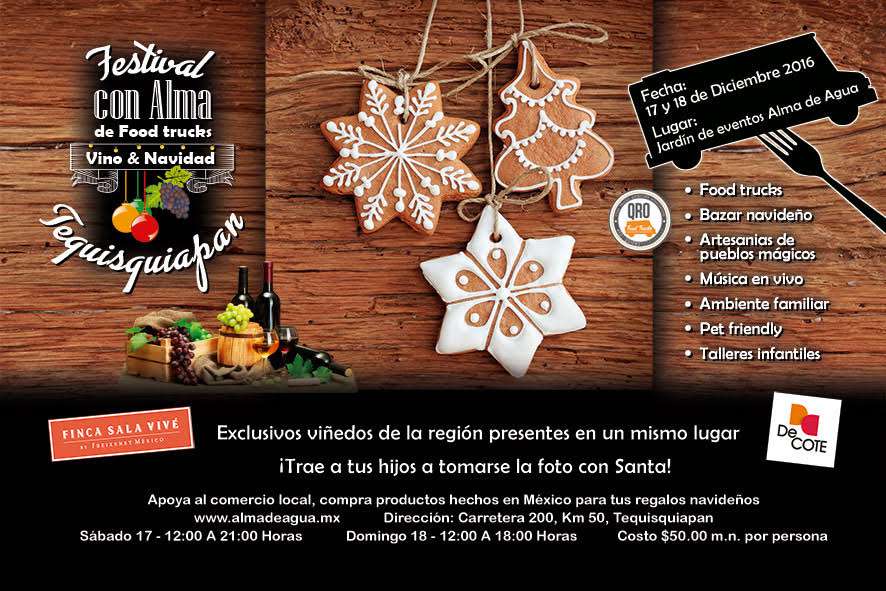 Festival
con Alma
de Food trucks
Vino & Navidad
Tequisquiapan
Fecha:
17 y 18 de Diciembre 2016
Lugar:
Jardín de eventos Alma de Agua
QRO
Food Trucks
• Food trucks
• Bazar navideño
• Artesanias de
pueblos mágicos
• Música en vivo
• Ambiente familiar
• Pet friendly
• Talleres infantiles
FINCA SALA VIVÉ
BY FREIXENET MÉXICO
De
COTE
Exclusivos viñedos de la región presentes en un mismo lugar
¡Trae a tus hijos a tomarse la foto con Santa!
Apoya al comercio local, compra productos hechos en México para tus regalos navideños
www.almadeagua.mx Dirección: Carretera 200, Km 50, Tequisquiapan
Sábado 17 - 12:00 A 21:00 Horas Domingo 18 - 12:00 A 18:00 Horas Costo $50.00 m.n. por persona